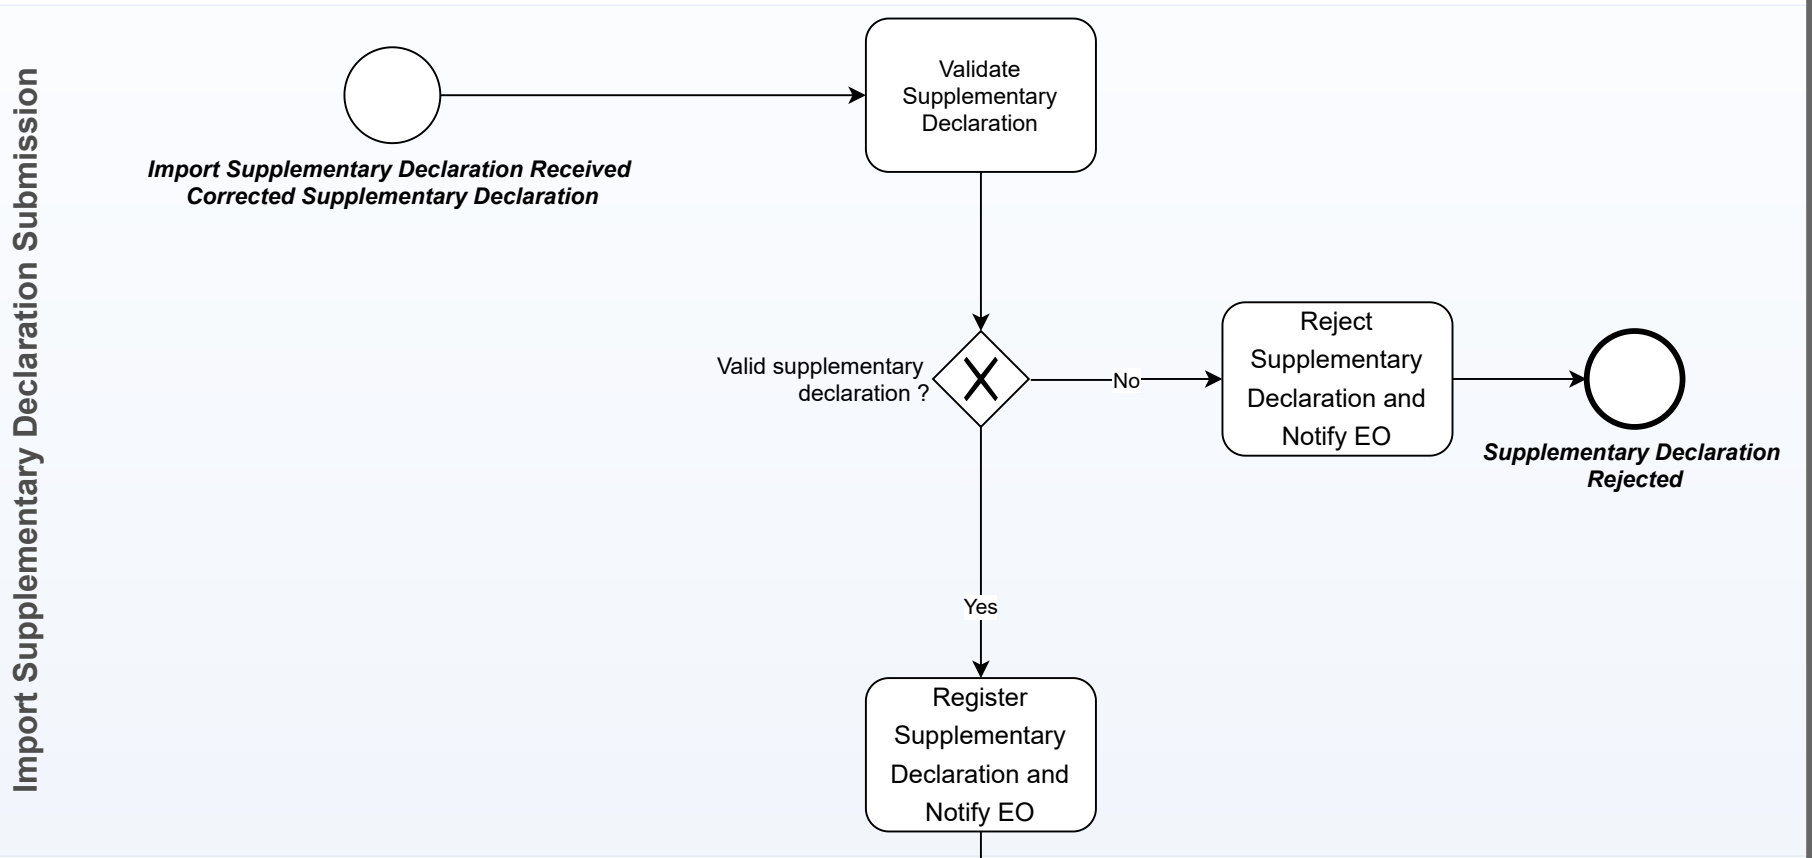 Import Supplementary Declaration Submission
Validate
Supplementary
Declaration
Import Supplementary Declaration Received
Corrected Supplementary Declaration
Valid supplementary
declaration ?
No
Reject
Supplementary
Declaration and
Notify EO
Supplementary Declaration
Rejected
Yes
Register
Supplementary
Declaration and
Notify EO